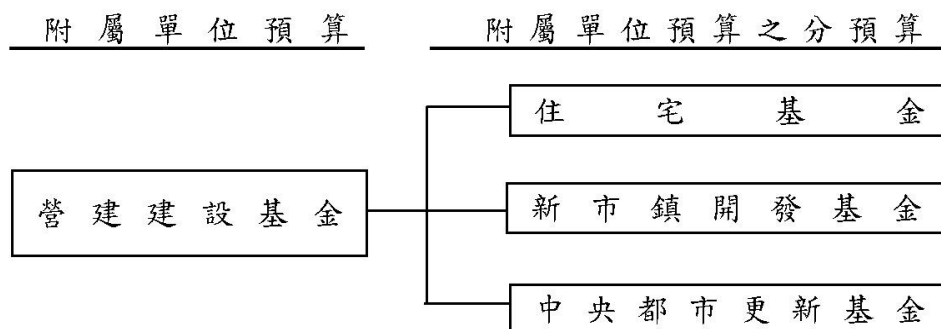 附屬單位預算
附屬單位預算之分預算
住宅基金
營建建設基金
新市鎮開發基金
中央都市更新基金